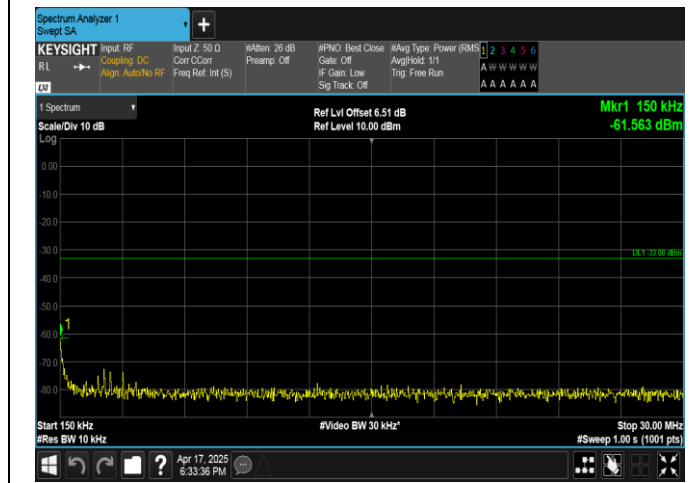 Spectrum Analyzer 1
Swept SA
+
KEYSIGHT
RL
LXI
Input: RF
Coupling: DC
Align: Auto/No RF
Input Z: 50 Ω
Corr CCorr
Freq Ref: Int (S)
#Atten: 26 dB
Preamp: Off
#PNO: Best Close
Gate: Off
IF Gain: Low
Sig Track: Off
#Avg Type: Power (RMS
Avg|Hold: 1/1
Trig: Free Run
1 2 3 4 5 6
A W W W W W
A A A A A A
1 Spectrum
Scale/Div 10 dB
Log
Ref Lvl Offset 6.51 dB
Ref Level 10.00 dBm
Mkr1 150 kHz
-61.563 dBm
0.00
-10.0
-20.0
-30.0
DL1 -33.00 dBm
-40.0
-50.0
1
-60.0
-70.0
-80.0
Start 150 kHz
#Video BW 30 kHz*
Stop 30.00 MHz
#Res BW 10 kHz
#Sweep 1.00 s (1001 pts)
?
Apr 17, 2025
6:33:36 PM